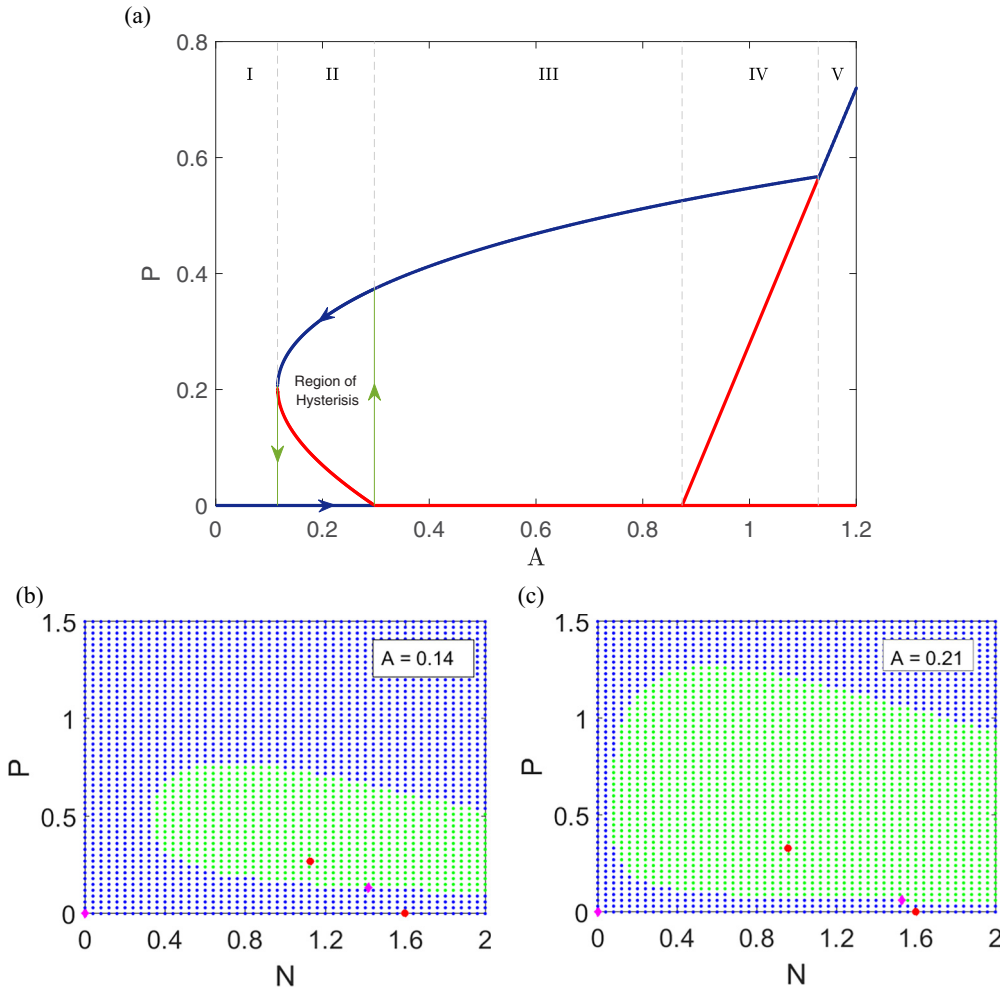 (a)
0.8
I II III IV V
0.6
P
0.4
Region of
Hysterisis
0.2
0
0 0.2 0.4 0.6 0.8 1 1.2
A
(b)
1.5
A = 0.14
1
P
0.5
0
0 0.4 0.8 1.2 1.6 2
N
(c)
1.5
A = 0.21
1
P
0.5
0
0 0.4 0.8 1.2 1.6 2
N